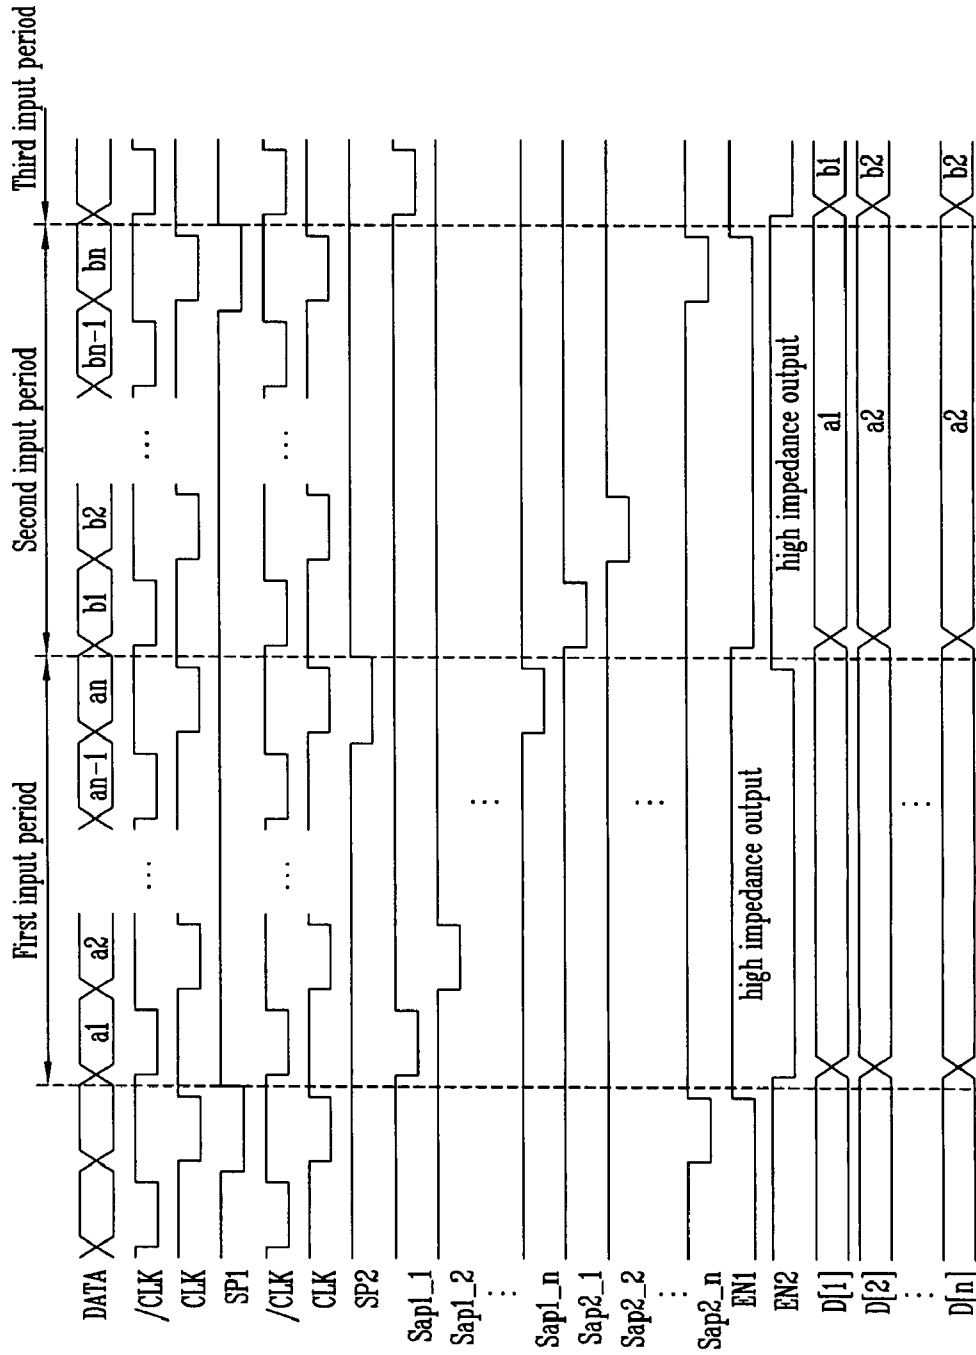 First input period Second input period Third input period
DATA a1 a2 an-1 an b1 b2 bn-1 bn
/CLK ... ...
CLK
SP1
/CLK ... ...
CLK
SP2
Sap1_1
Sap1_2
... ...
Sap1_n
Sap2_1
Sap2_2
... ...
Sap2_n
EN1 high impedance output
EN2 high impedance output
D[1] a1 b1
D[2] a2 b2
... ...
D[n] a2 b2